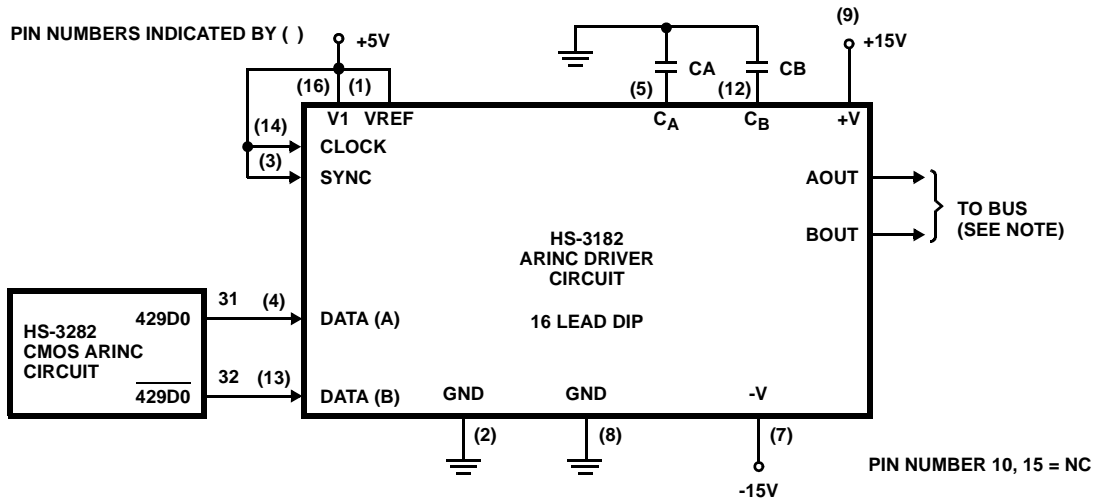 PIN NUMBERS INDICATED BY ( )
+5V
(9)
+15V
CA
CB
(16) (1)
(5) (12)
V1 VREF
CA CB +V
(14)
CLOCK
(3)
SYNC
AOUT
BOUT
TO BUS
(SEE NOTE)
HS-3182
ARINC DRIVER
CIRCUIT
16 LEAD DIP
HS-3282
CMOS ARINC
CIRCUIT
429D0
31 (4)
DATA (A)
429D0
32 (13)
DATA (B)
GND GND -V
(2) (8) (7)
-15V
PIN NUMBER 10, 15 = NC